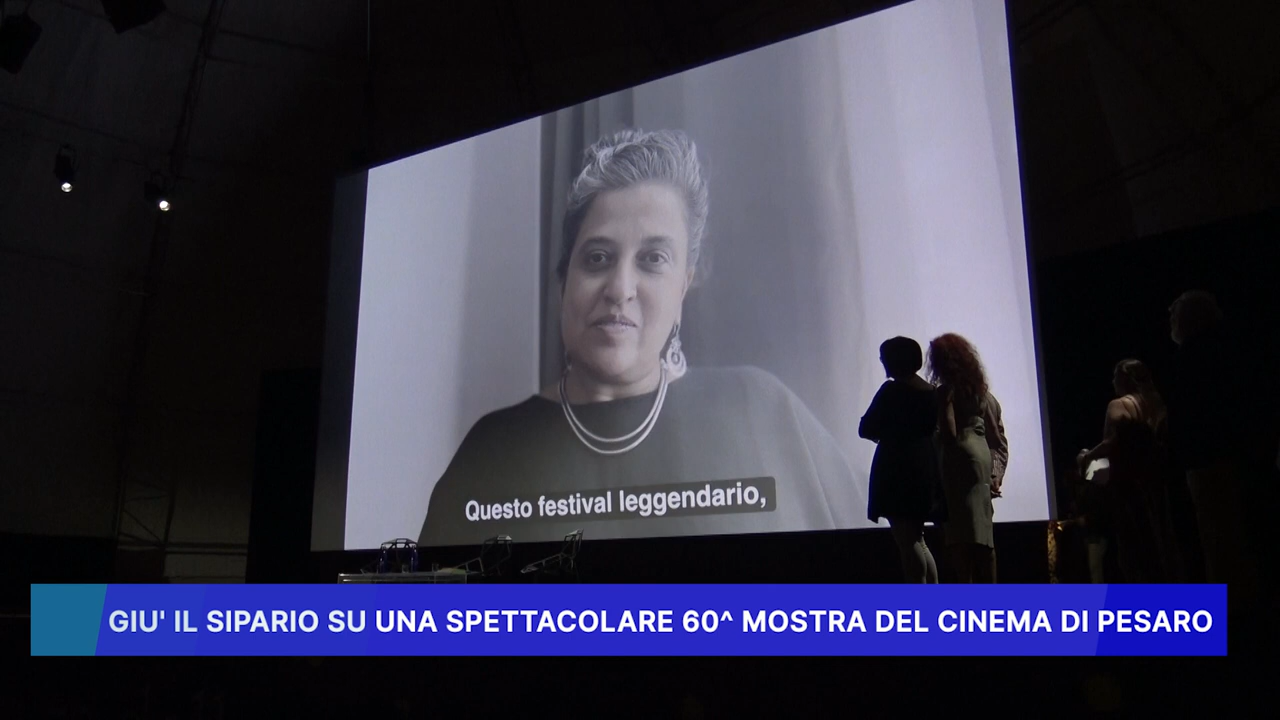 Questo festival leggendario,
GIU' IL SIPARIO SU UNA SPETTACOLARE 60^ MOSTRA DEL CINEMA DI PESARO